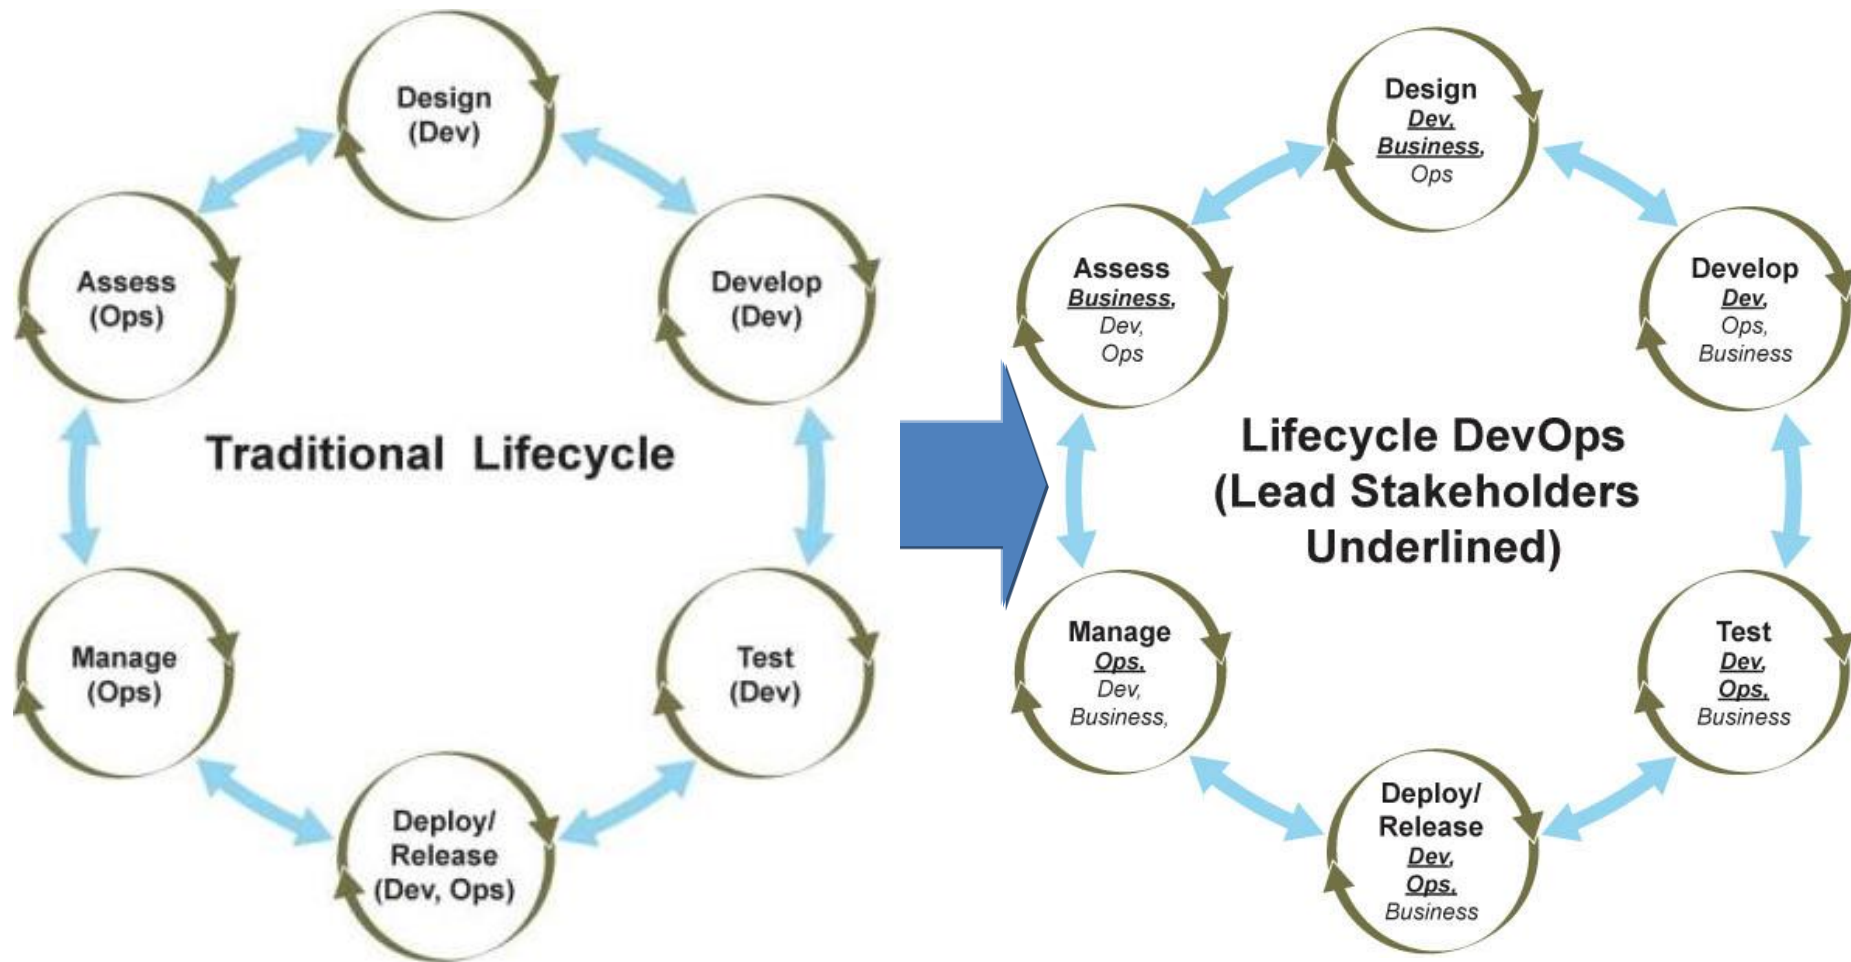 Design
(Dev)
Assess
(Ops)
Develop
(Dev)
Traditional Lifecycle
Manage
(Ops)
Test
(Dev)
Deploy/
Release
(Dev, Ops)
Design
Dev,
Business,
Ops
Assess
Business,
Dev,
Ops
Develop
Dev,
Ops,
Business
Lifecycle DevOps
(Lead Stakeholders
Underlined)
Manage
Ops,
Dev,
Business,
Test
Dev,
Ops,
Business
Deploy/
Release
Dev,
Ops,
Business